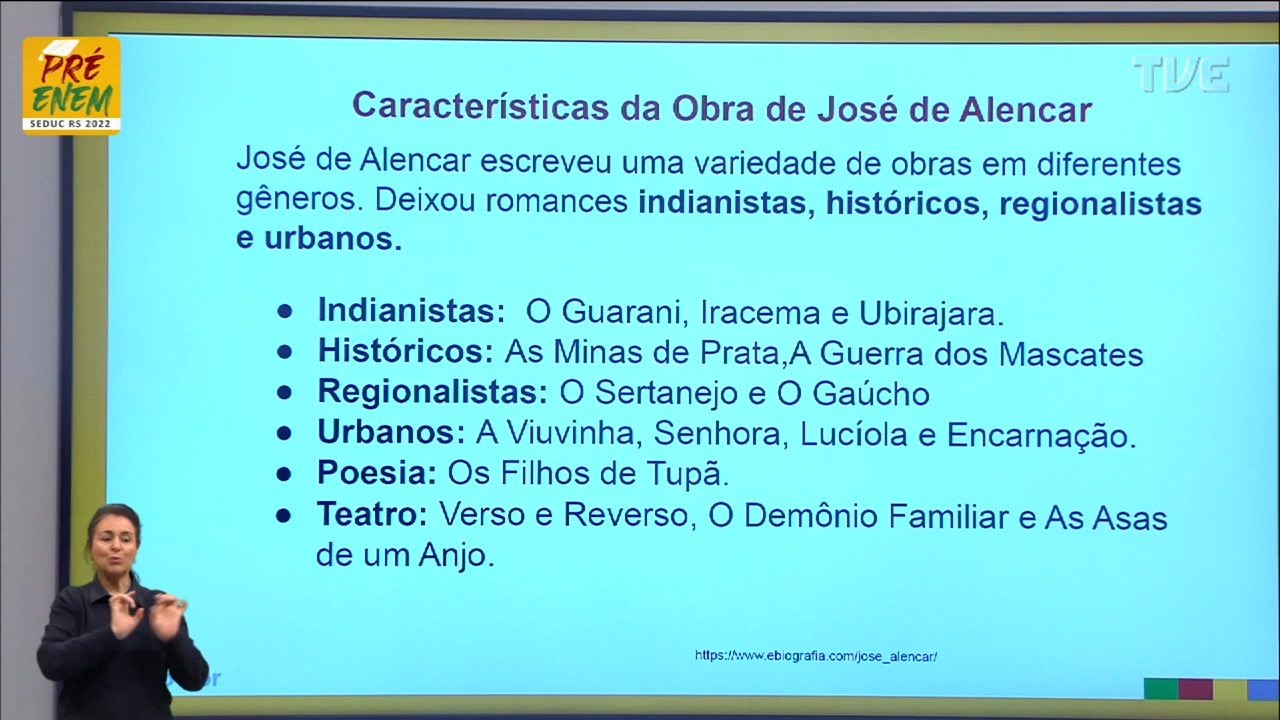 PRÉ
ENEM
SEDUC RS 2022
TVE
Características da Obra de José de Alencar
José de Alencar escreveu uma variedade de obras em diferentes
gêneros. Deixou romances indianistas, históricos, regionalistas
e urbanos.
● Indianistas: O Guarani, Iracema e Ubirajara.
● Históricos: As Minas de Prata,A Guerra dos Mascates
● Regionalistas: O Sertanejo e O Gaúcho
● Urbanos: A Viuvinha, Senhora, Lucíola e Encarnação.
● Poesia: Os Filhos de Tupã.
● Teatro: Verso e Reverso, O Demônio Familiar e As Asas
de um Anjo.
https://www.ebiografia.com/jose_alencar/